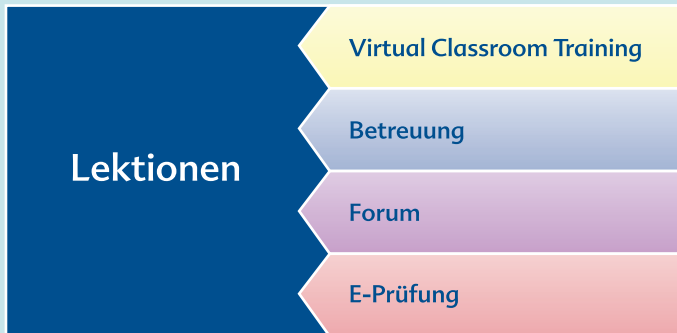 Lektionen
Virtual Classroom Training
Betreuung
Forum
E-Prüfung